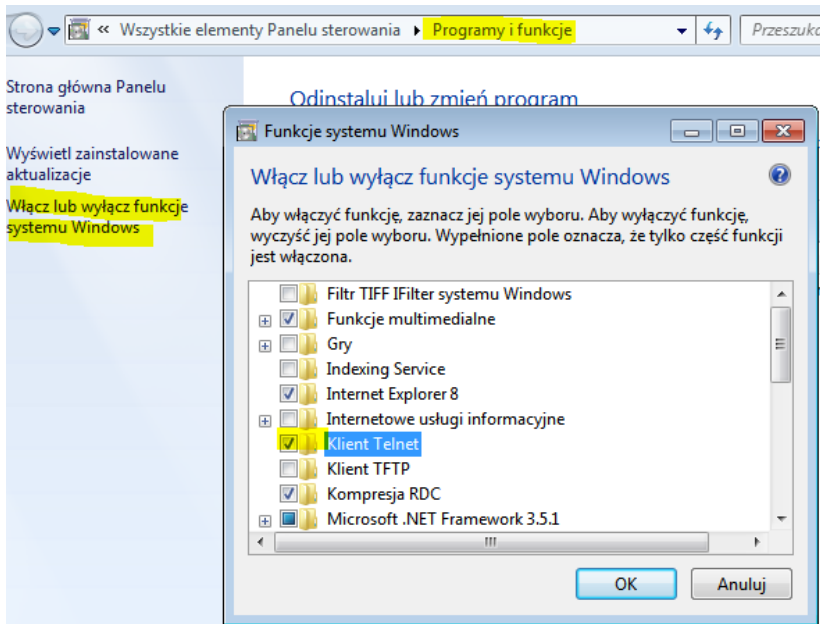 « Wszystkie elementy Panelu sterowania Programy i funkcje Przeszuka
Strona główna Panelu
sterowania
Wyświetl zainstalowane
aktualizacje
Włącz lub wyłącz funkcje
systemu Windows
Odinstaluj lub zmień program
Funkcje systemu Windows
Włącz lub wyłącz funkcje systemu Windows
Aby włączyć funkcję, zaznacz jej pole wyboru. Aby wyłączyć funkcję,
wyczyść jej pole wyboru. Wypełnione pole oznacza, że tylko część funkcji
jest włączona.
Filtr TIFF IFilter systemu Windows
Funkcje multimedialne
Gry
Indexing Service
Internet Explorer 8
Internetowe usługi informacyjne
Klient Telnet
Klient TFTP
Kompresja RDC
Microsoft .NET Framework 3.5.1
OK Anuluj